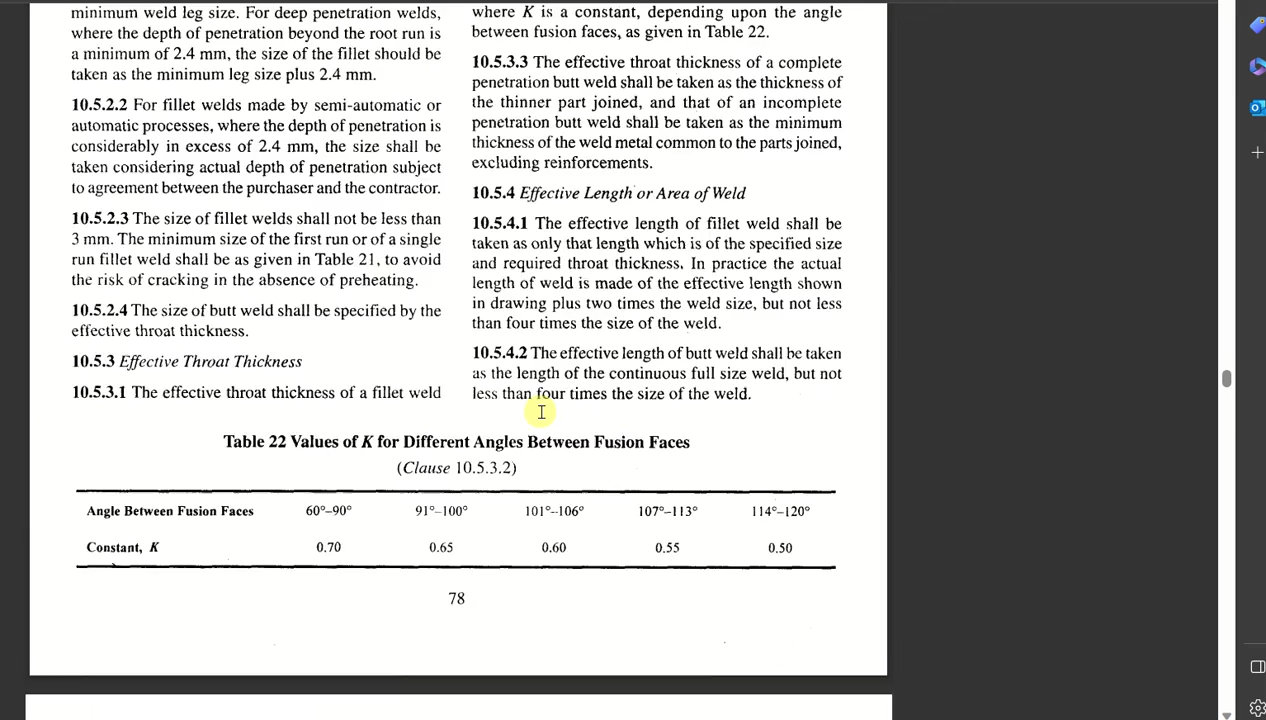 minimum weld leg size. For deep penetration welds,
where the depth of penetration beyond the root run is
a minimum of 2.4 mm, the size of the fillet should be
taken as the minimum leg size plus 2.4 mm.
10.5.2.2 For fillet welds made by semi-automatic or
automatic processes, where the depth of penetration is
considerably in excess of 2.4 mm, the size shall be
taken considering actual depth of penetration subject
to agreement between the purchaser and the contractor.
10.5.2.3 The size of fillet welds shall not be less than
3 mm. The minimum size of the first run or of a single
run fillet weld shall be as given in Table 21, to avoid
the risk of cracking in the absence of preheating.
10.5.2.4 The size of butt weld shall be specified by the
effective throat thickness.
10.5.3 Effective Throat Thickness
10.5.3.1 The effective throat thickness of a fillet weld
where K is a constant, depending upon the angle
between fusion faces, as given in Table 22.
10.5.3.3 The effective throat thickness of a complete
penetration butt weld shall be taken as the thickness of
the thinner part joined, and that of an incomplete
penetration butt weld shall be taken as the minimum
thickness of the weld metal common to the parts joined,
excluding reinforcements.
10.5.4 Effective Length or Area of Weld
10.5.4.1 The effective length of fillet weld shall be
taken as only that length which is of the specified size
and required throat thickness. In practice the actual
length of weld is made of the effective length shown
in drawing plus two times the weld size, but not less
than four times the size of the weld.
10.5.4.2 The effective length of butt weld shall be taken
as the length of the continuous full size weld, but not
less than four times the size of the weld.
Table 22 Values of K for Different Angles Between Fusion Faces
(Clause 10.5.3.2)
Angle Between Fusion Faces 60°–90° 91°–100° 101°–106° 107°–113° 114°–120°
Constant, K 0.70 0.65 0.60 0.55 0.50
78